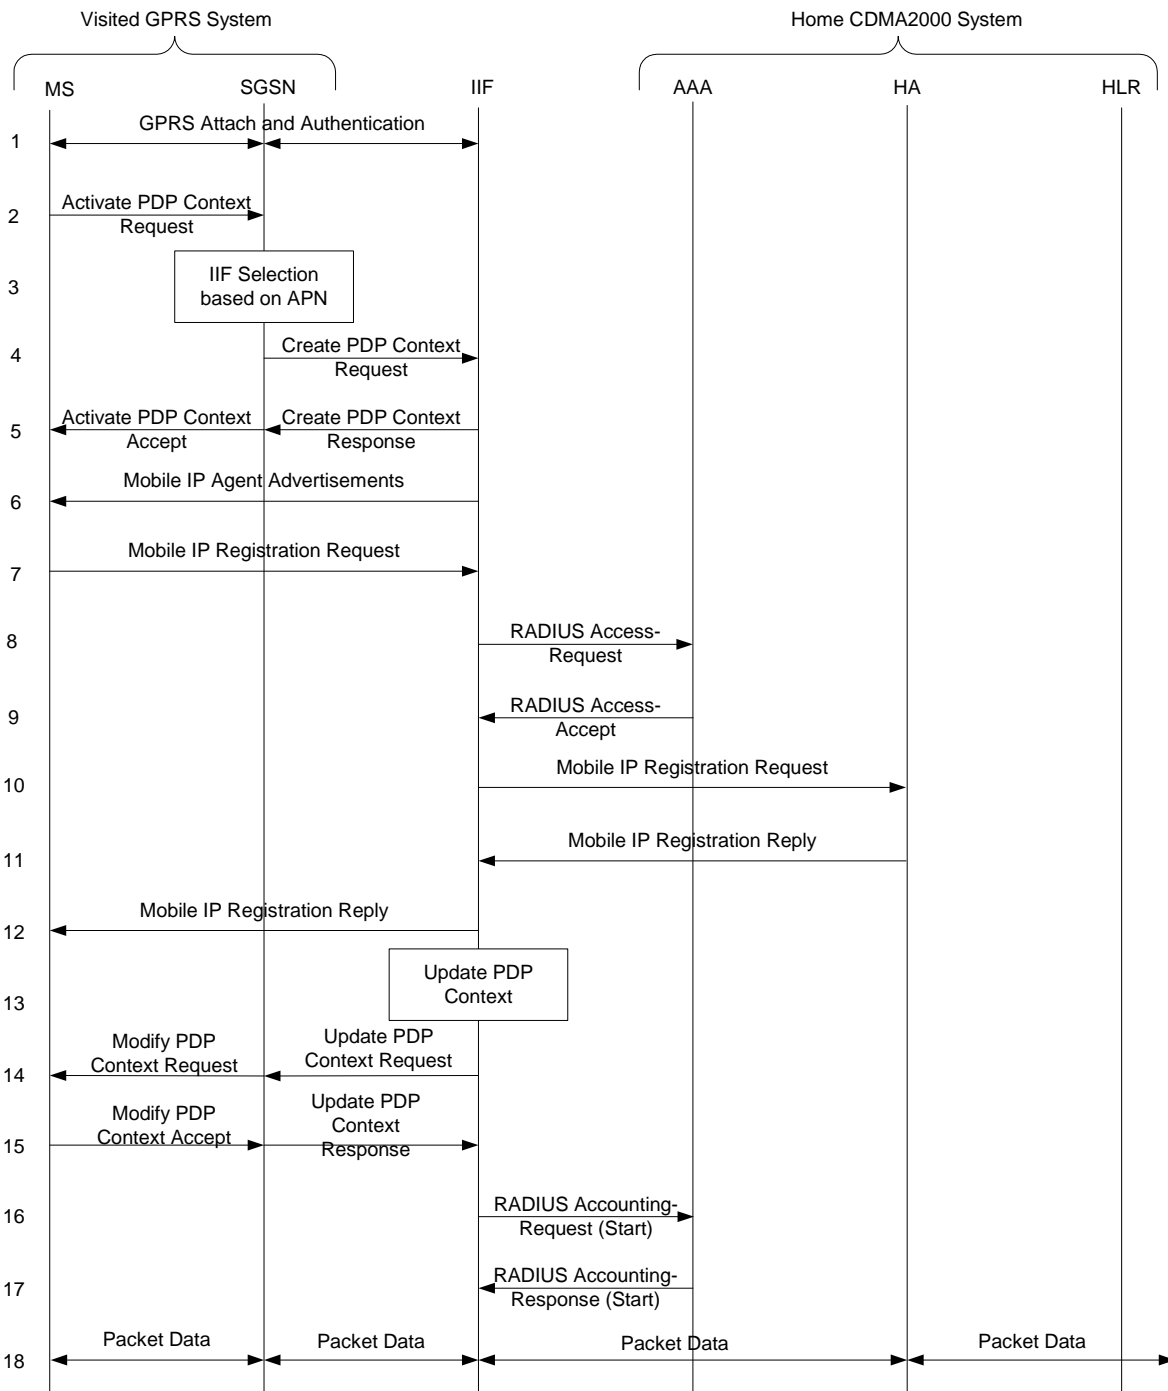 Visited GPRS System
Home CDMA2000 System
MS
SGSN
IIF
AAA
HA
HLR
1
GPRS Attach and Authentication
2
Activate PDP Context
Request
3
IIF Selection
based on APN
4
Create PDP Context
Request
5
Activate PDP Context
Accept
Create PDP Context
Response
6
Mobile IP Agent Advertisements
7
Mobile IP Registration Request
8
RADIUS Access-
Request
9
RADIUS Access-
Accept
10
Mobile IP Registration Request
11
Mobile IP Registration Reply
12
Mobile IP Registration Reply
13
Update PDP
Context
14
Modify PDP
Context Request
Update PDP
Context Request
15
Modify PDP
Context Accept
Update PDP
Context
Response
16
RADIUS Accounting-
Request (Start)
17
RADIUS Accounting-
Response (Start)
18
Packet Data
Packet Data
Packet Data
Packet Data